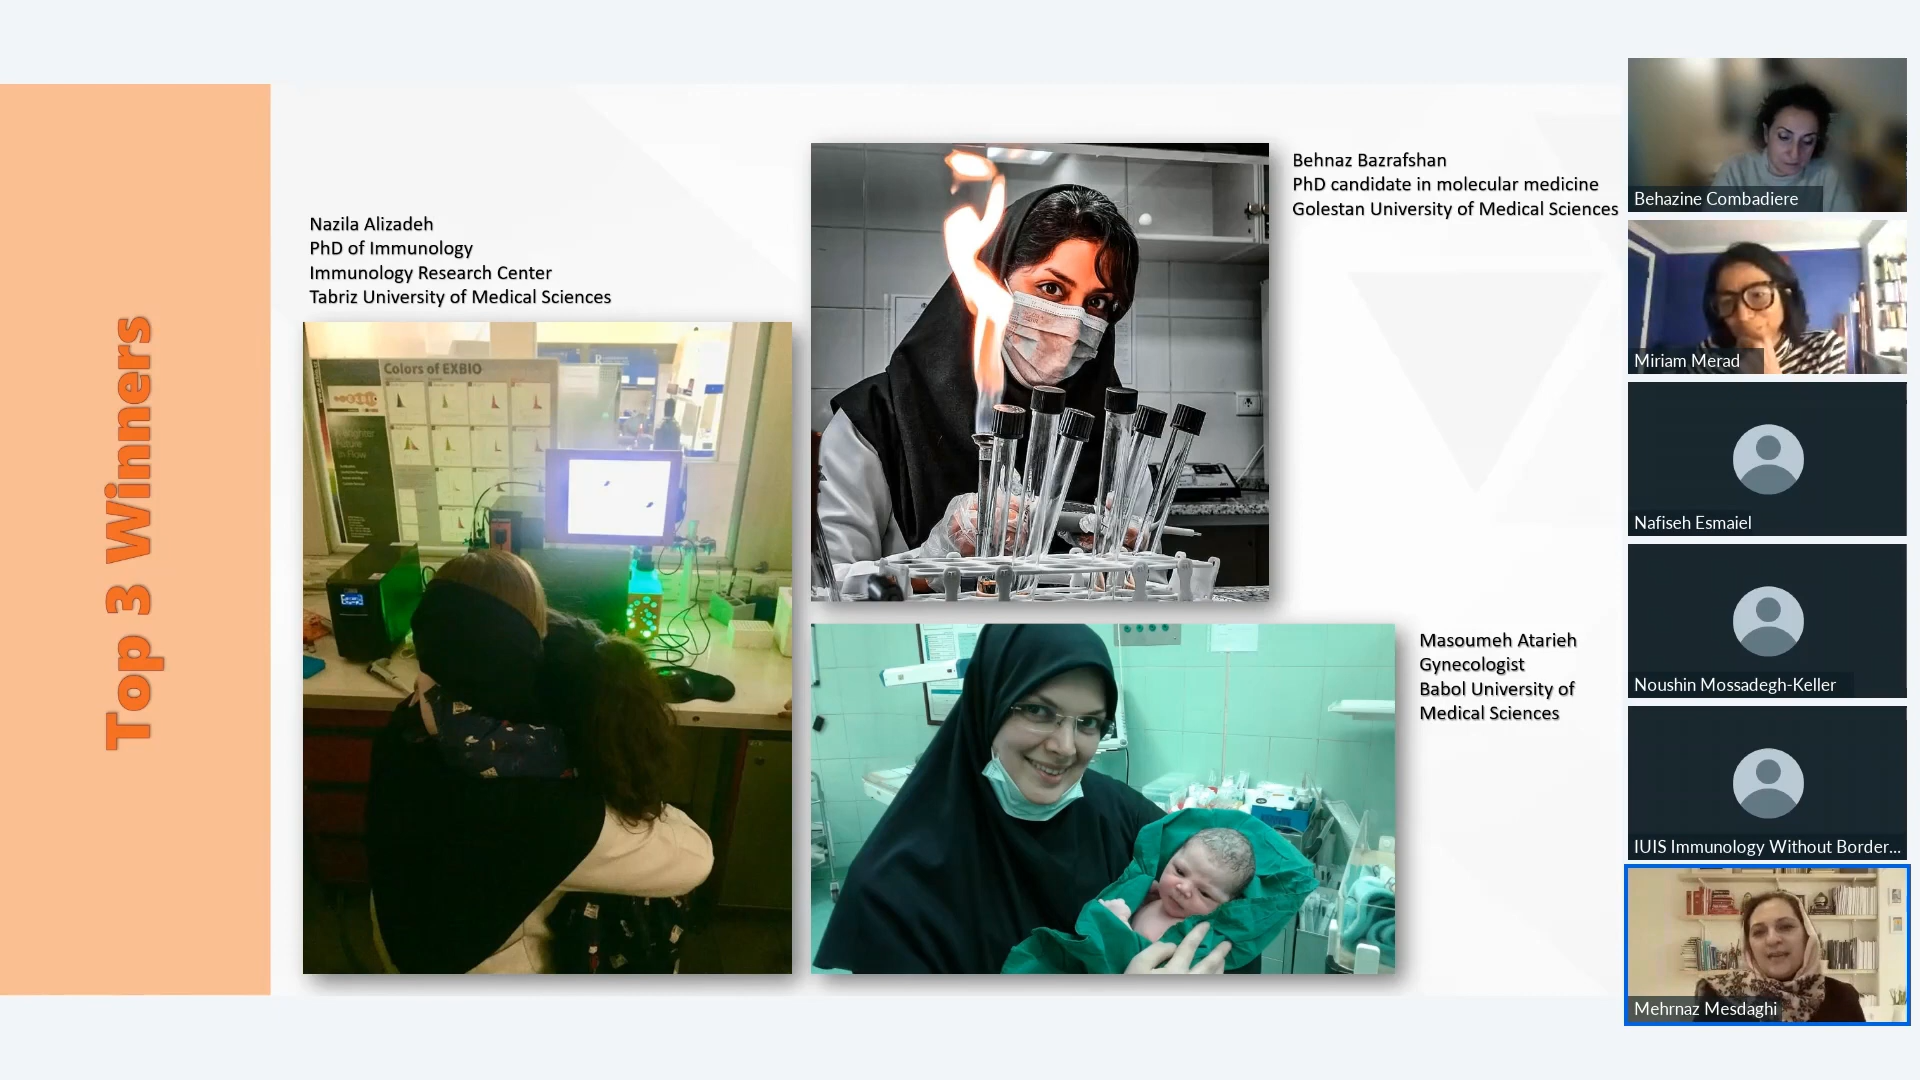 Top 3 Winners
Nazila Alizadeh
PhD of Immunology
Immunology Research Center
Tabriz University of Medical Sciences
Colors of EXBIO
Behnaz Bazrafshan
PhD candidate in molecular medicine
Golestan University of Medical Sciences
Masoumeh Atarieh
Gynecologist
Babol University of
Medical Sciences
Behazine Combadiere
Miriam Merad
Nafiseh Esmaiel
Noushin Mossadegh-Keller
IUIS Immunology Without Border...
Mehrnaz Mesdaghi